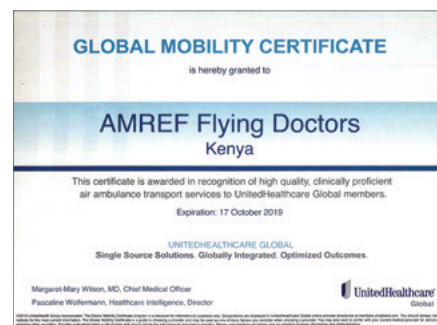 GLOBAL MOBILITY CERTIFICATE
is hereby granted to
AMREF Flying Doctors
Kenya
This certificate is awarded in recognition of high quality, clinically proficient
air ambulance transport services to UnitedHealthcare Global members.
Expiration: 17 October 2019
UNITEDHEALTHCARE GLOBAL
Single Source Solutions. Globally Integrated. Optimized Outcomes.
Margaret-Mary Wilson, MD, Chief Medical Officer
Pascaline Wolfermann, Healthcare Intelligence, Director
UnitedHealthcare
Global